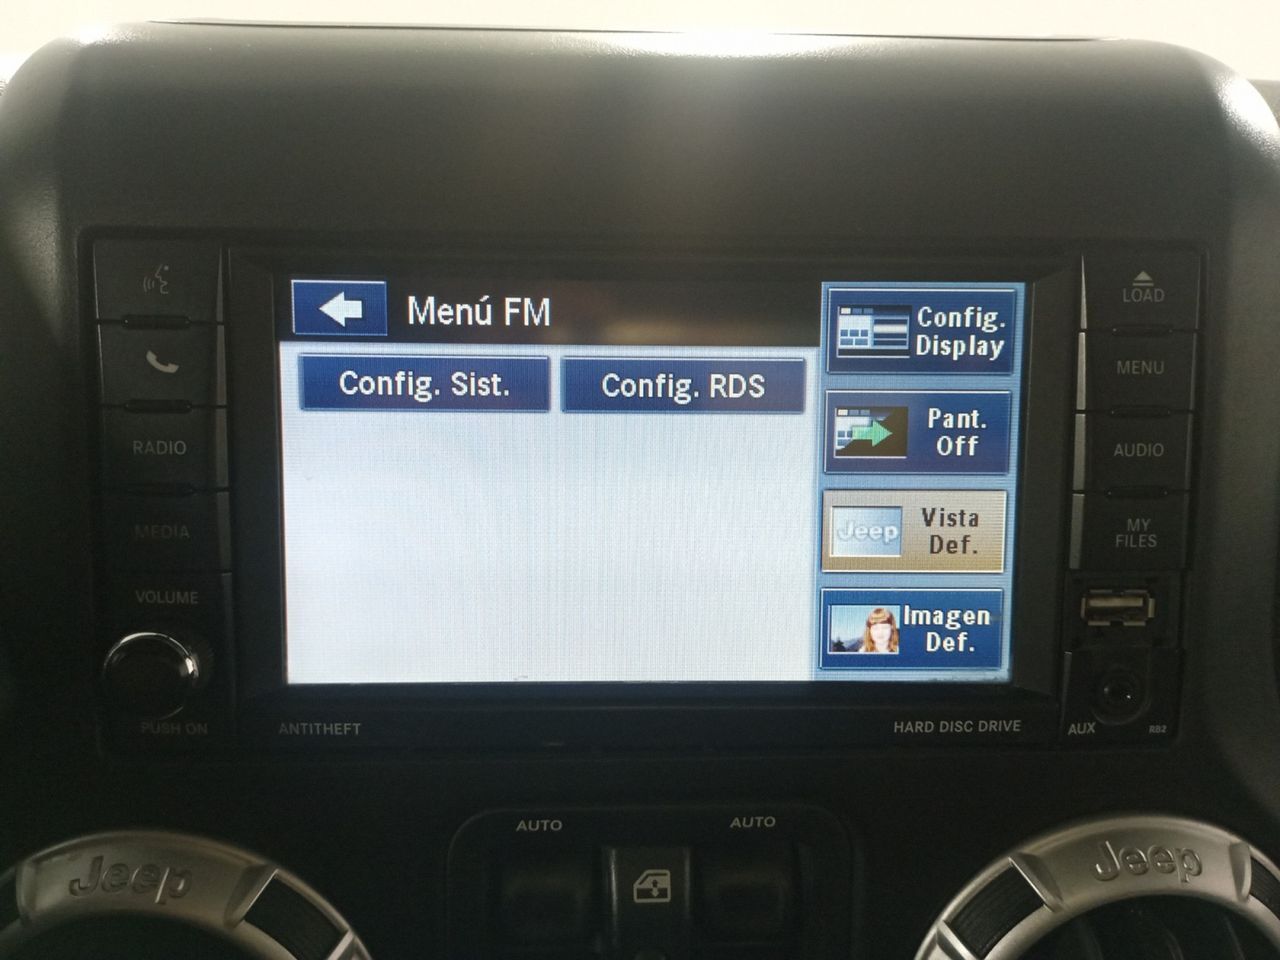 LOAD
Menú FM
Config.
Display
Config. Sist.
Config. RDS
MENU
Pant.
Off
RADIO
AUDIO
Jeep
Vista
Def.
MEDIA
MY
FILES
VOLUME
Imagen
Def.
PUSH ON
ANTITHEFT
HARD DISC DRIVE
AUX
RB2
AUTO
AUTO
Jeep
Jeep